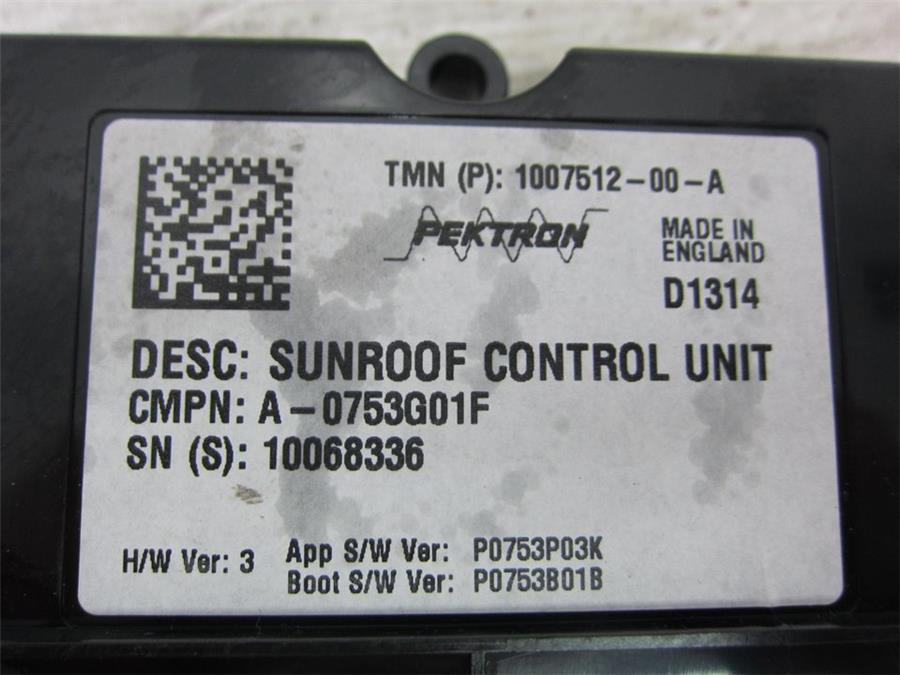 TMN (P): 1007512-00-A
PEKTRON
MADE IN
ENGLAND
D1314
DESC: SUNROOF CONTROL UNIT
CMPN: A-0753G01F
SN (S): 10068336
H/W Ver: 3 App S/W Ver: P0753P03K
Boot S/W Ver: P0753B01B